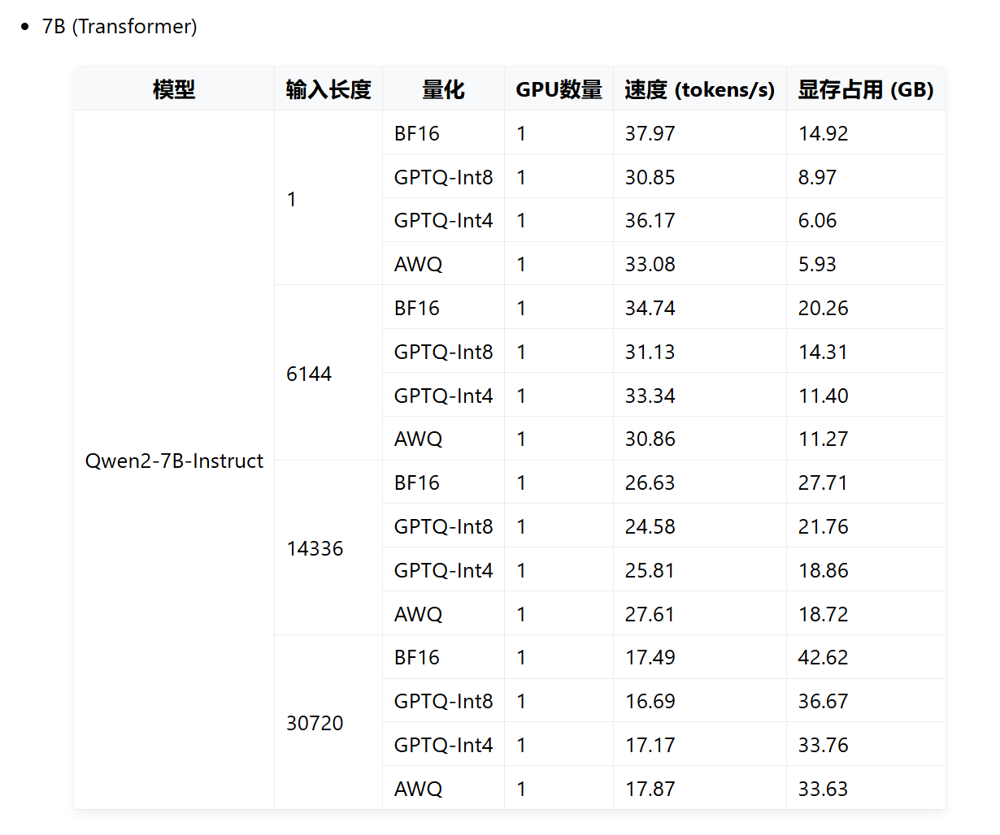 7B (Transformer)
模型 输入长度 量化 GPU数量 速度 (tokens/s) 显存占用 (GB)
Qwen2-7B-Instruct 1 BF16 1 37.97 14.92
GPTQ-Int8 1 30.85 8.97
GPTQ-Int4 1 36.17 6.06
AWQ 1 33.08 5.93
6144 BF16 1 34.74 20.26
GPTQ-Int8 1 31.13 14.31
GPTQ-Int4 1 33.34 11.40
AWQ 1 30.86 11.27
14336 BF16 1 26.63 27.71
GPTQ-Int8 1 24.58 21.76
GPTQ-Int4 1 25.81 18.86
AWQ 1 27.61 18.72
30720 BF16 1 17.49 42.62
GPTQ-Int8 1 16.69 36.67
GPTQ-Int4 1 17.17 33.76
AWQ 1 17.87 33.63